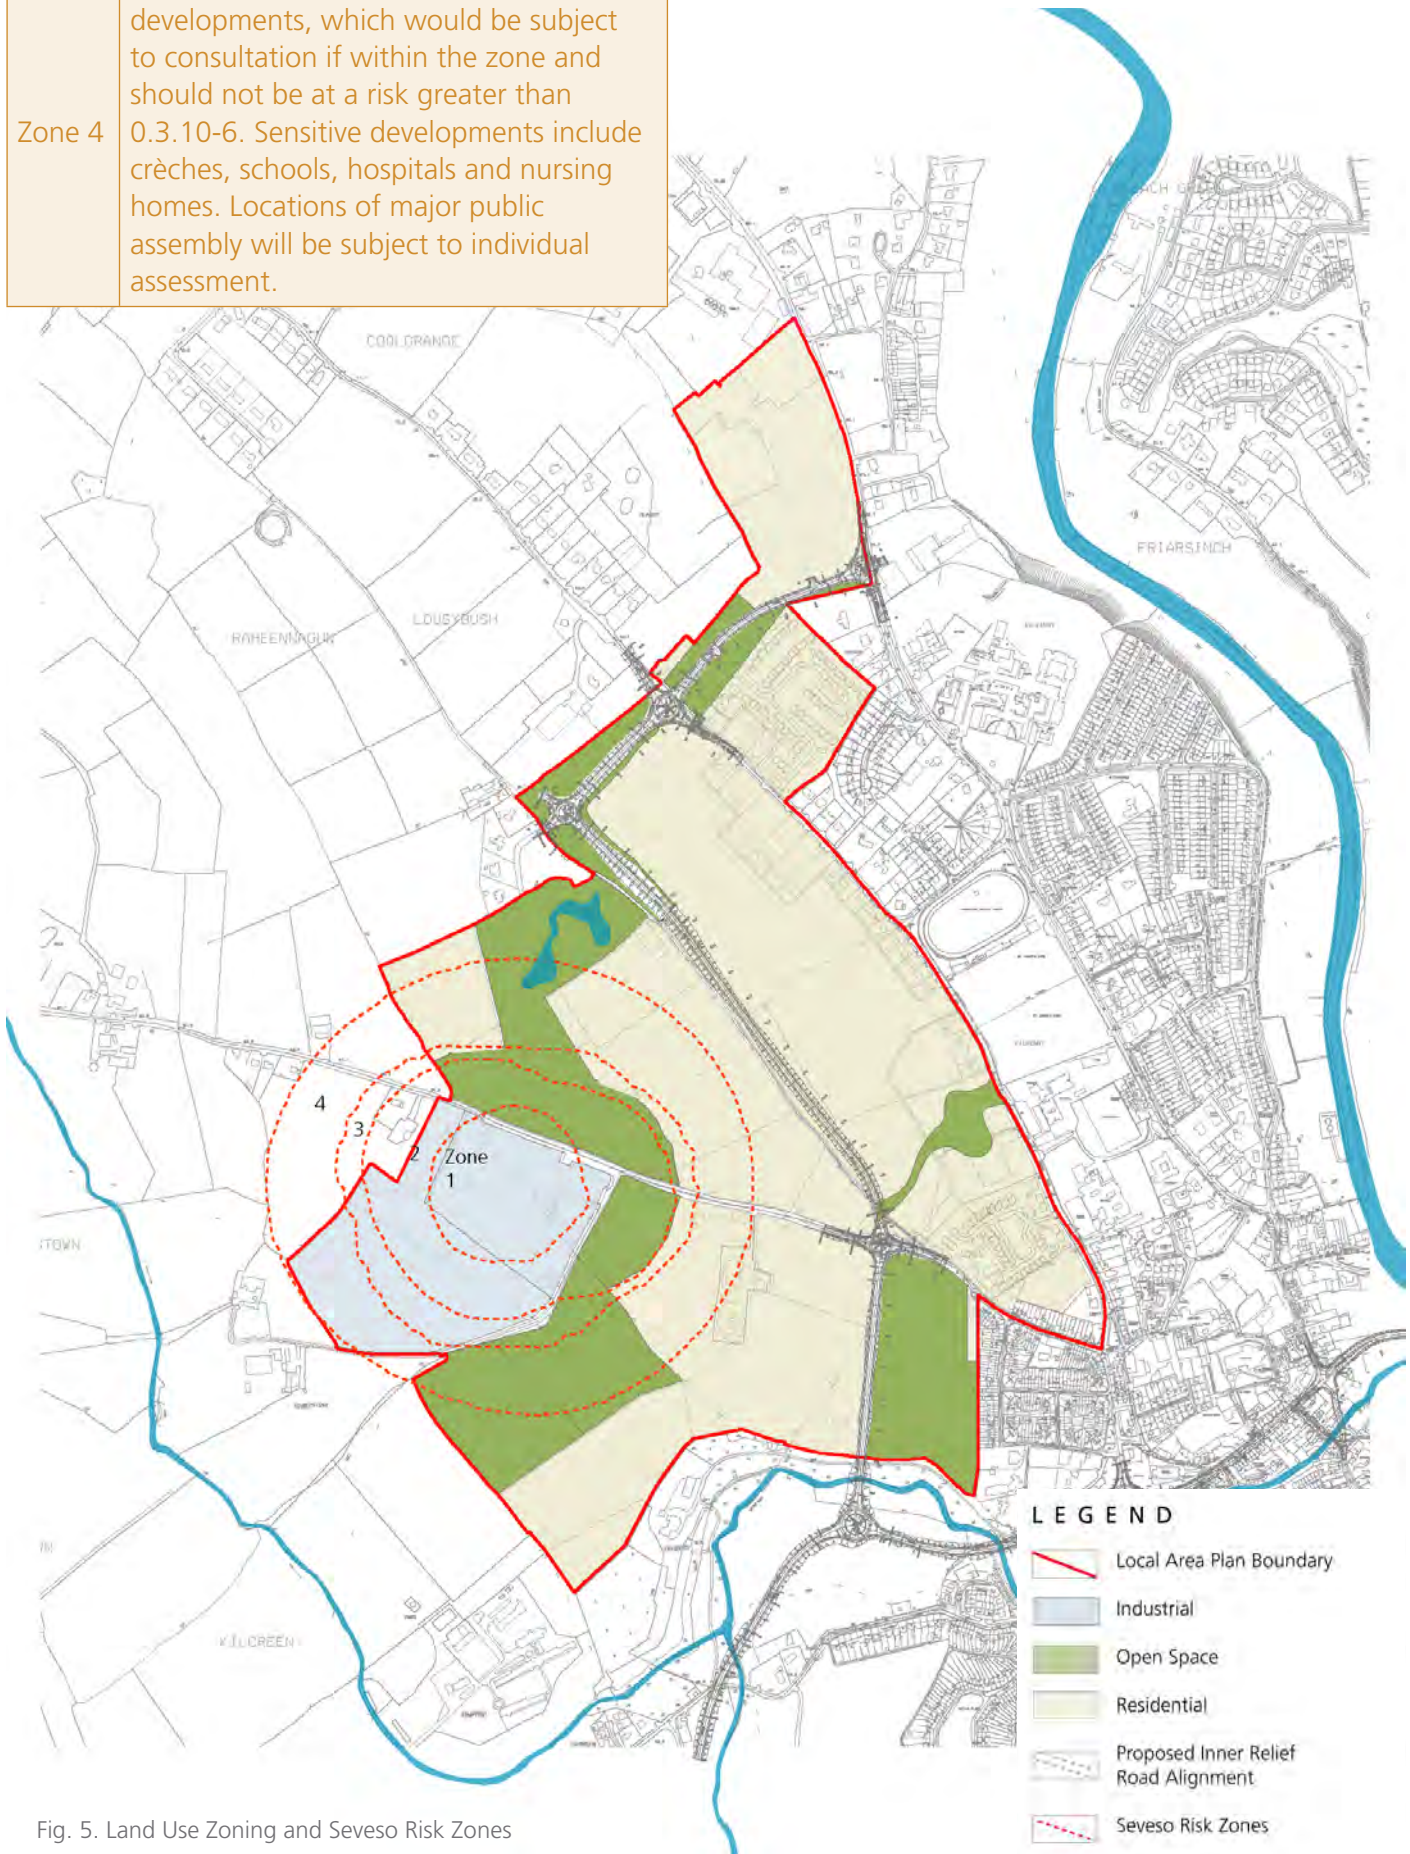 developments, which would be subject
to consultation if within the zone and
should not be at a risk greater than
Zone 4 0.3.10-6. Sensitive developments include
crèches, schools, hospitals and nursing
homes. Locations of major public
assembly will be subject to individual
assessment.
COOLGRANGE
FRIARSINCH
LOUSYBUSH
RAHEENNAGUN
4
3
2
Zone
1
KILCREEN
LEGEND
Local Area Plan Boundary
Industrial
Open Space
Residential
Proposed Inner Relief
Road Alignment
Seveso Risk Zones
Fig. 5. Land Use Zoning and Seveso Risk Zones